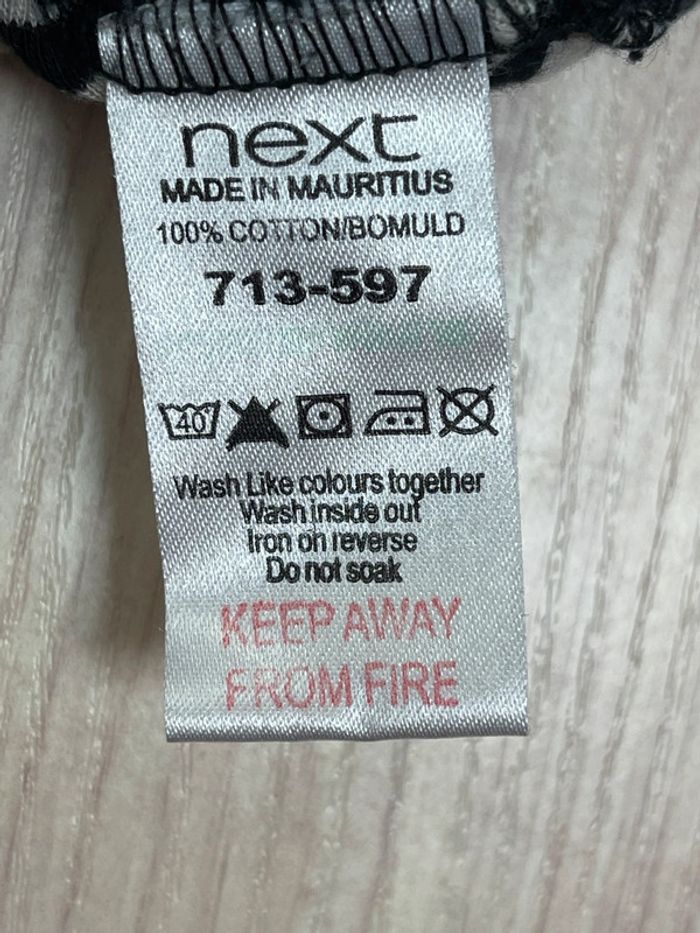 next
MADE IN MAURITIUS
100% COTTON/BOMULD
713-597
40
Wash Like colours together
Wash inside out
Iron on reverse
Do not soak
KEEP AWAY
FROM FIRE